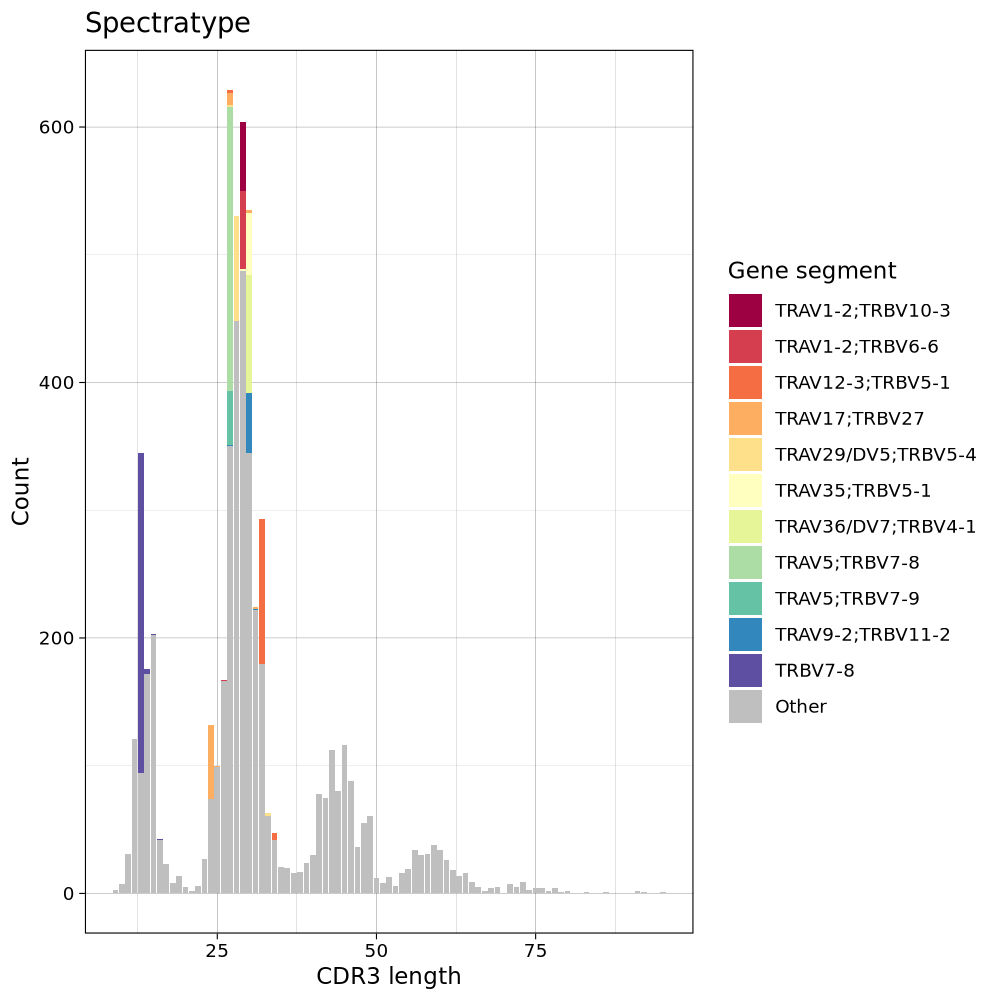 Spectratype
600
400
200
0
Count
25
50
75
CDR3 length
Gene segment
TRAV1-2;TRBV10-3
TRAV1-2;TRBV6-6
TRAV12-3;TRBV5-1
TRAV17;TRBV27
TRAV29/DV5;TRBV5-4
TRAV35;TRBV5-1
TRAV36/DV7;TRBV4-1
TRAV5;TRBV7-8
TRAV5;TRBV7-9
TRAV9-2;TRBV11-2
TRBV7-8
Other